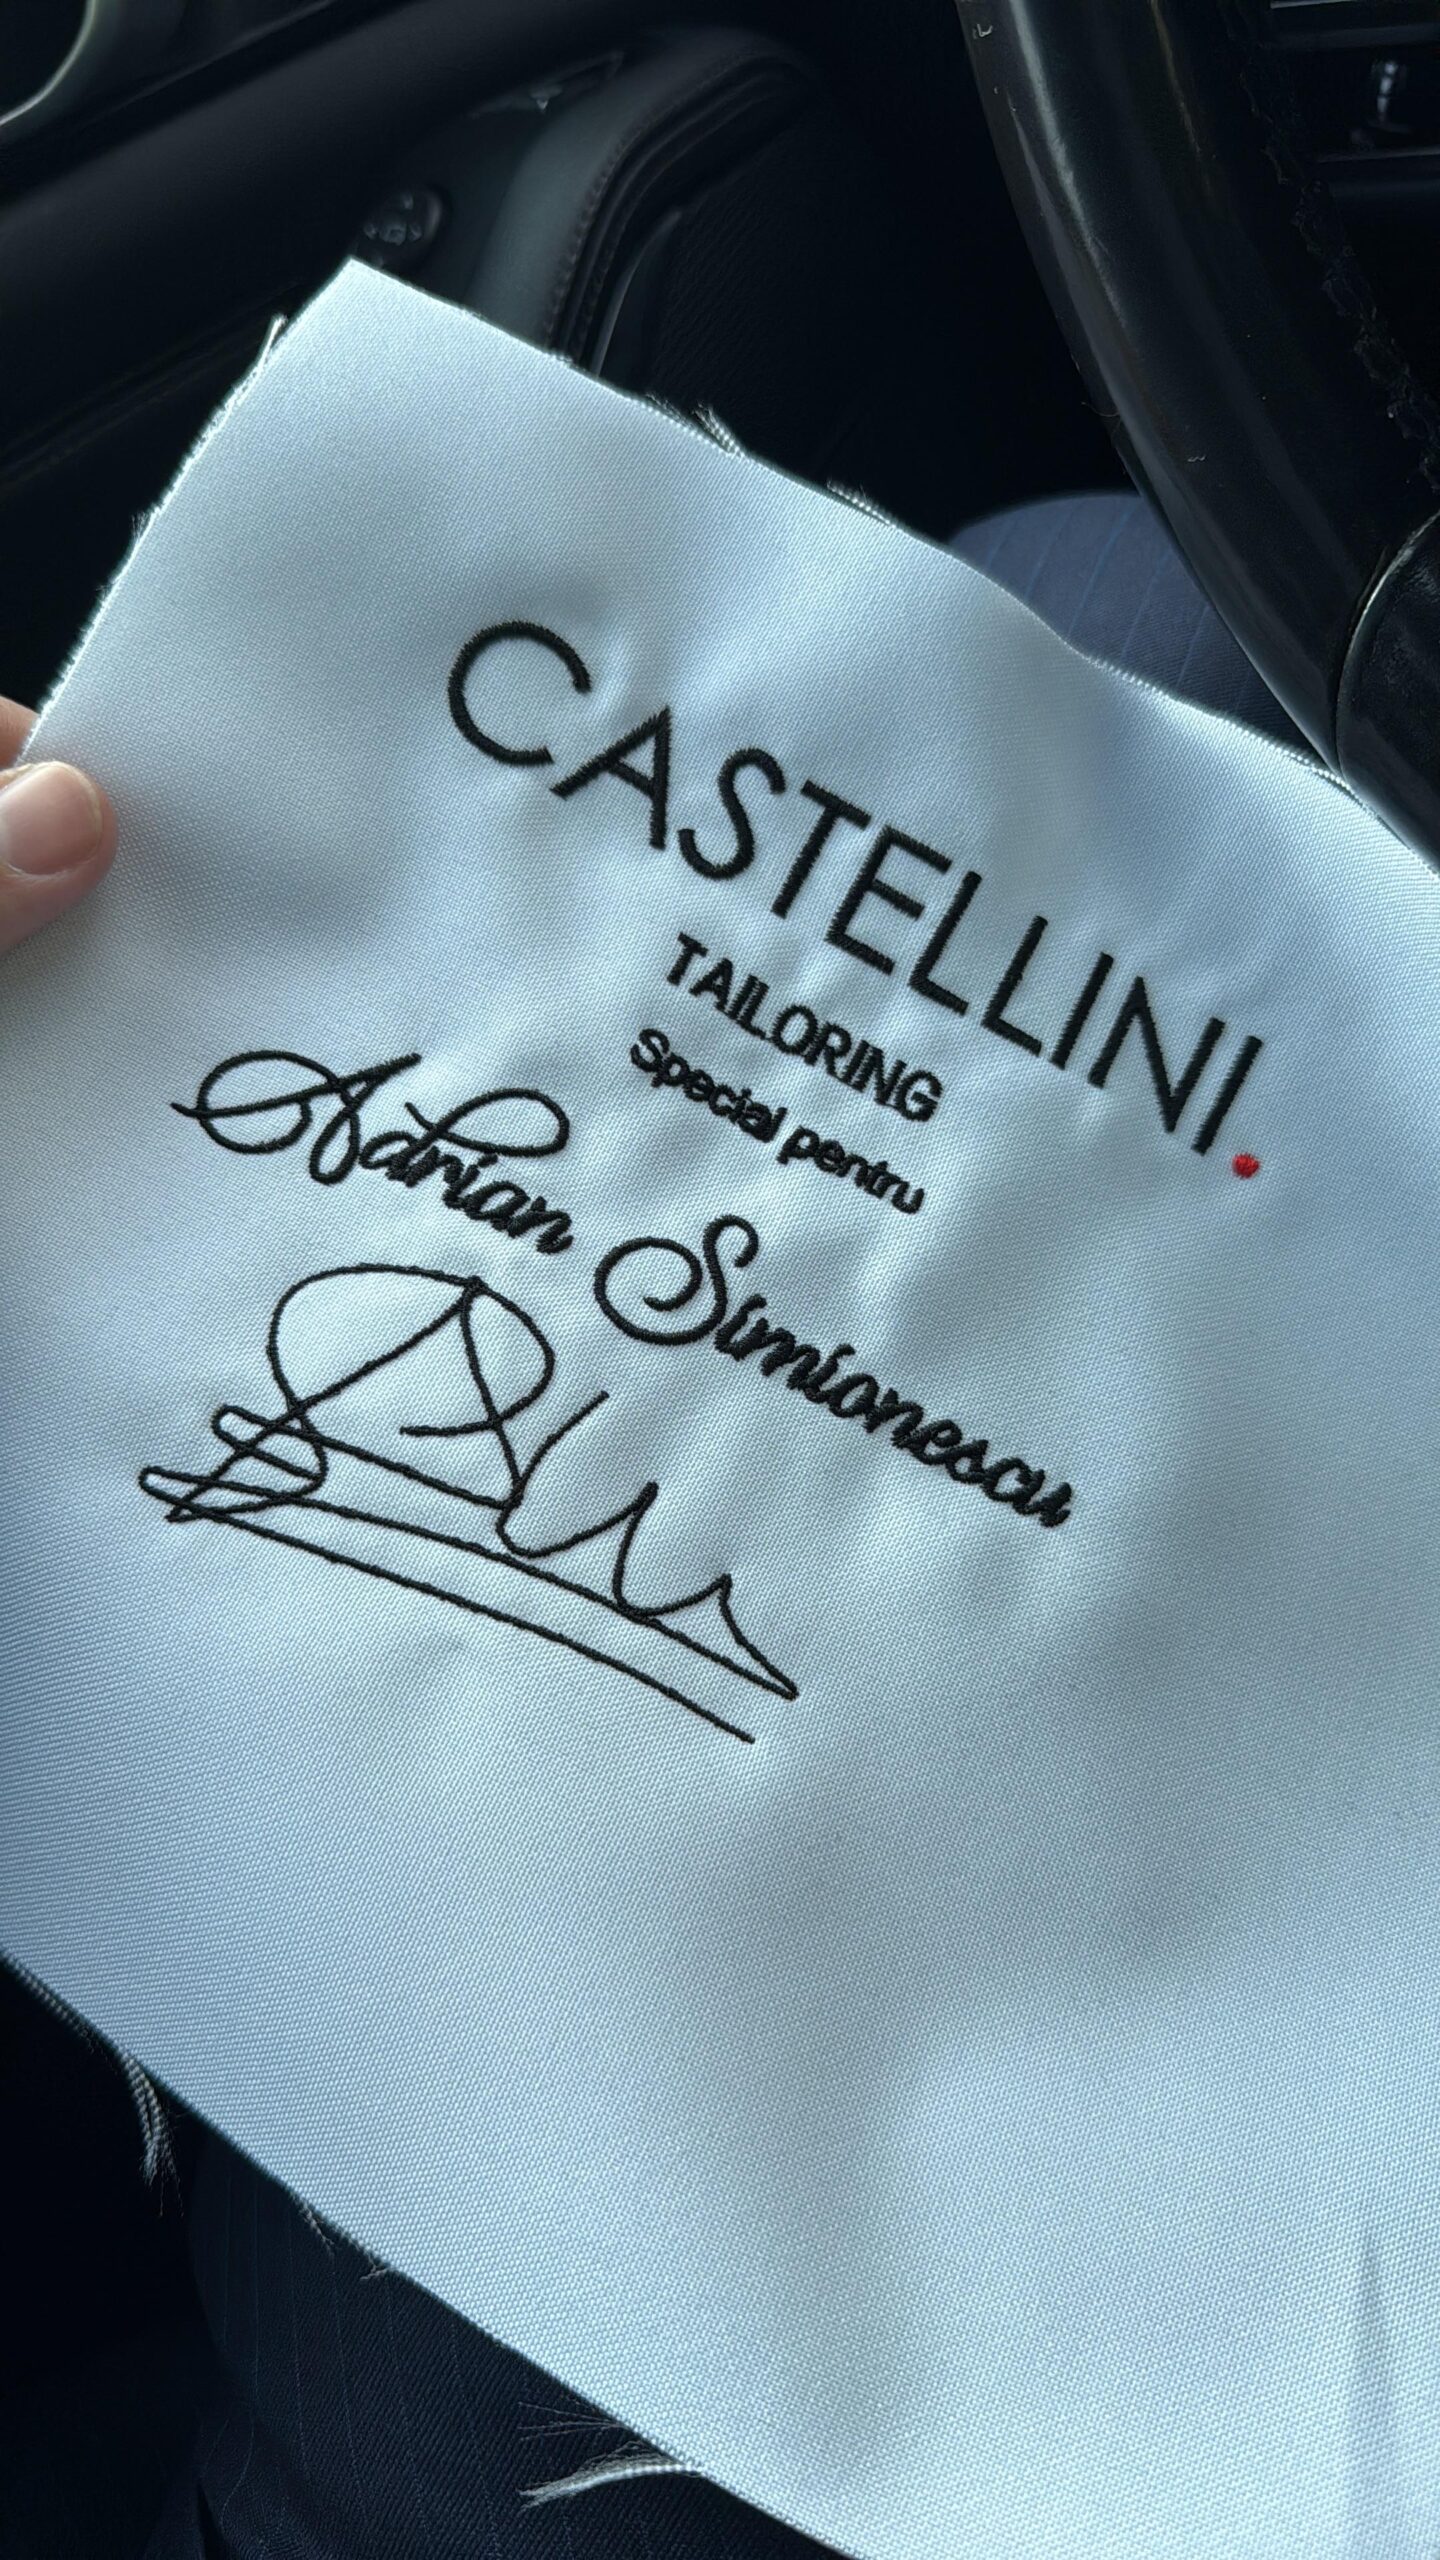 CASTELLINI.
TAILORING
Special pentru
Adrian Simionescu